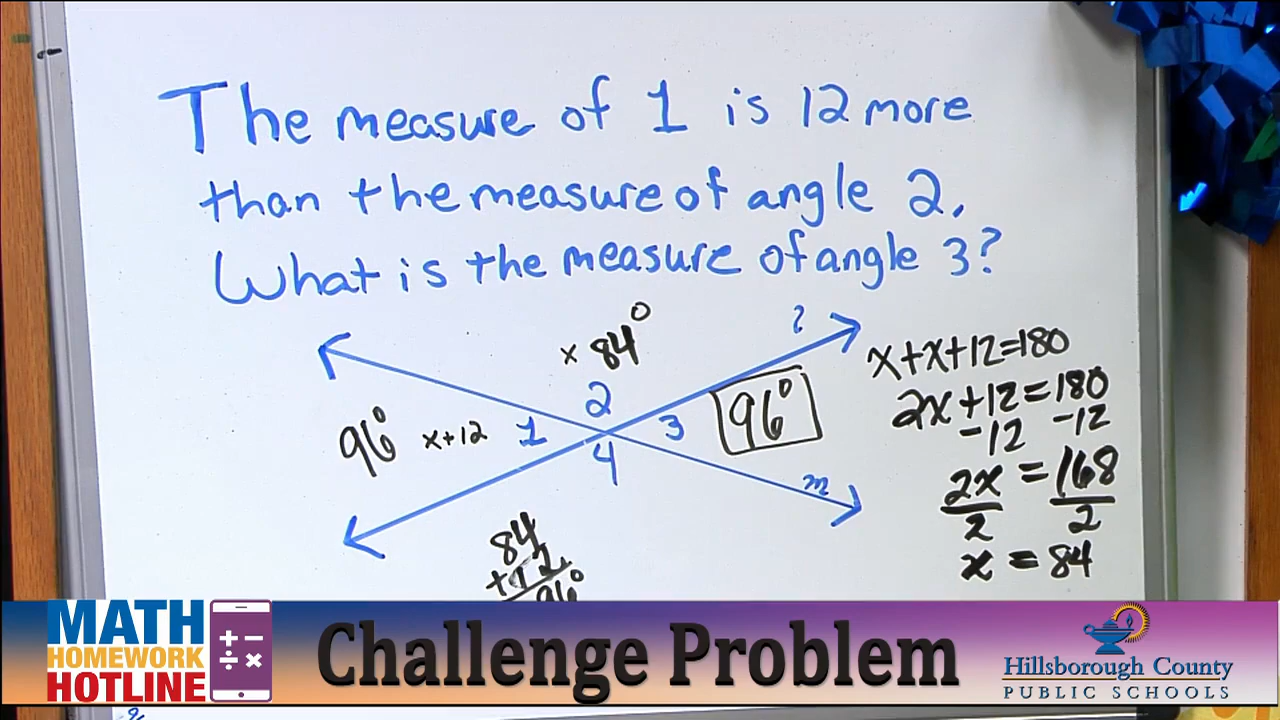 The measure of 1 is 12 more
than the measure of angle 2.
What is the measure of angle 3?
x 84°
l
2
96° x+12 1
3 96°
4
m
x+x+12=180
2x+12=180
-12 -12
2x = 168
2 2
x = 84
84
+12
96°
MATH
HOMEWORK
HOTLINE
+ −
÷ ×
Challenge Problem
Hillsborough County
PUBLIC SCHOOLS